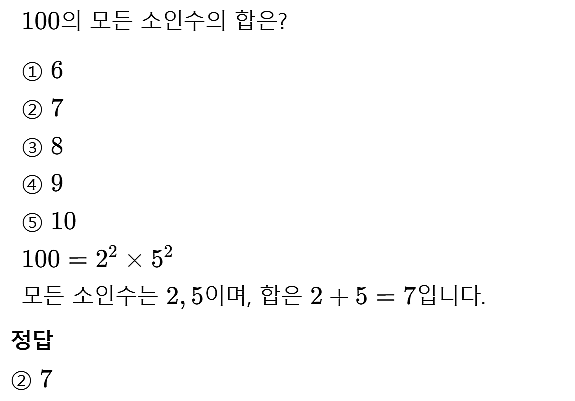 100의 모든 소인수의 합은?
① 6
② 7
③ 8
④ 9
⑤ 10
100 = 2² × 5²
모든 소인수는 2, 5이며, 합은 2 + 5 = 7입니다.
정답
② 7